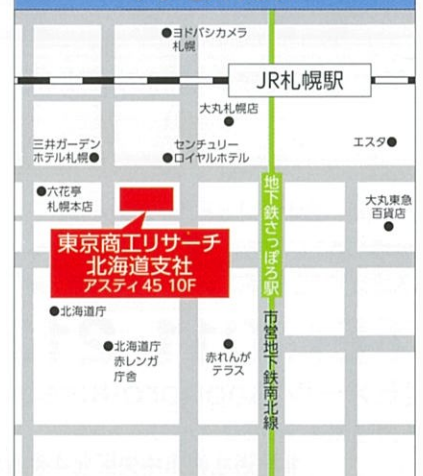 ●ヨドバシカメラ
札幌
JR札幌駅
大丸札幌店
三井ガーデン
ホテル札幌●
センチュリー
●ロイヤルホテル
エスタ●
●六花亭
札幌本店
大丸東急
百貨店
東京商工リサーチ
北海道支社
アスティ45 10F
地下鉄さっぽろ駅
●北海道庁
●北海道庁
赤レンガ
庁舎
赤れんが
テラス
市営地下鉄南北線